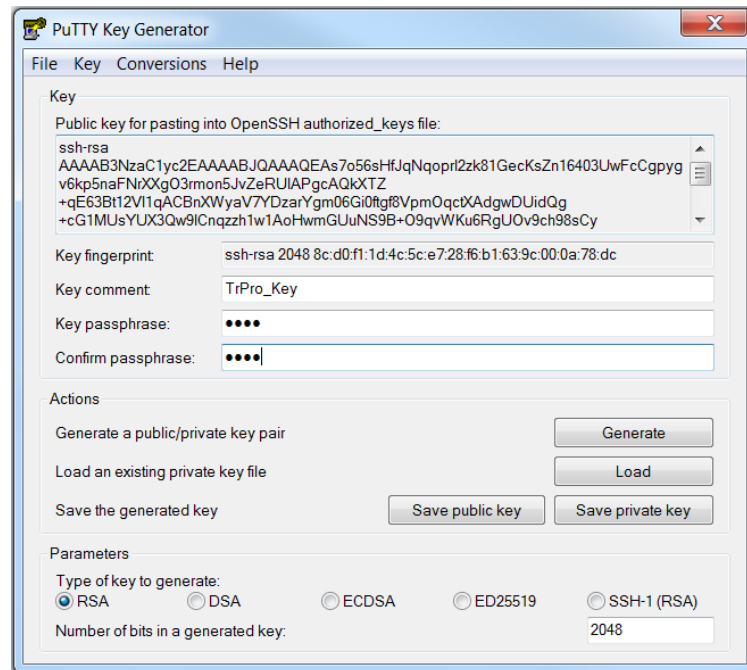 PuTTY Key Generator
File Key Conversions Help
Key
Public key for pasting into OpenSSH authorized_keys file:
ssh-rsa
AAAAB3NzaC1yc2EAAAABJQAAAQEAs7o56sHfJqNqoprl2zk81GecKsZn16403UwFcCgpyg
v6kp5naFNrXXgO3rmon5JvZeRUlAPgcAQkXTZ
+qE63Bt12Vl1qACBnXWyaV7YDzarYgm06Gi0ftgf8VpmOqctXAdgwDUidQg
+cG1MUsYUX3Qw9lCnqzzh1w1AoHwmGUuNS9B+O9qvWKu6RgUOv9ch98sCy
Key fingerprint: ssh-rsa 2048 8c:d0:f1:1d:4c:5c:e7:28:f6:b1:63:9c:00:0a:78:dc
Key comment: TrPro_Key
Key passphrase: ●●●●
Confirm passphrase: ●●●●
Actions
Generate a public/private key pair Generate
Load an existing private key file Load
Save the generated key Save public key Save private key
Parameters
Type of key to generate:
RSA DSA ECDSA ED25519 SSH-1 (RSA)
Number of bits in a generated key: 2048